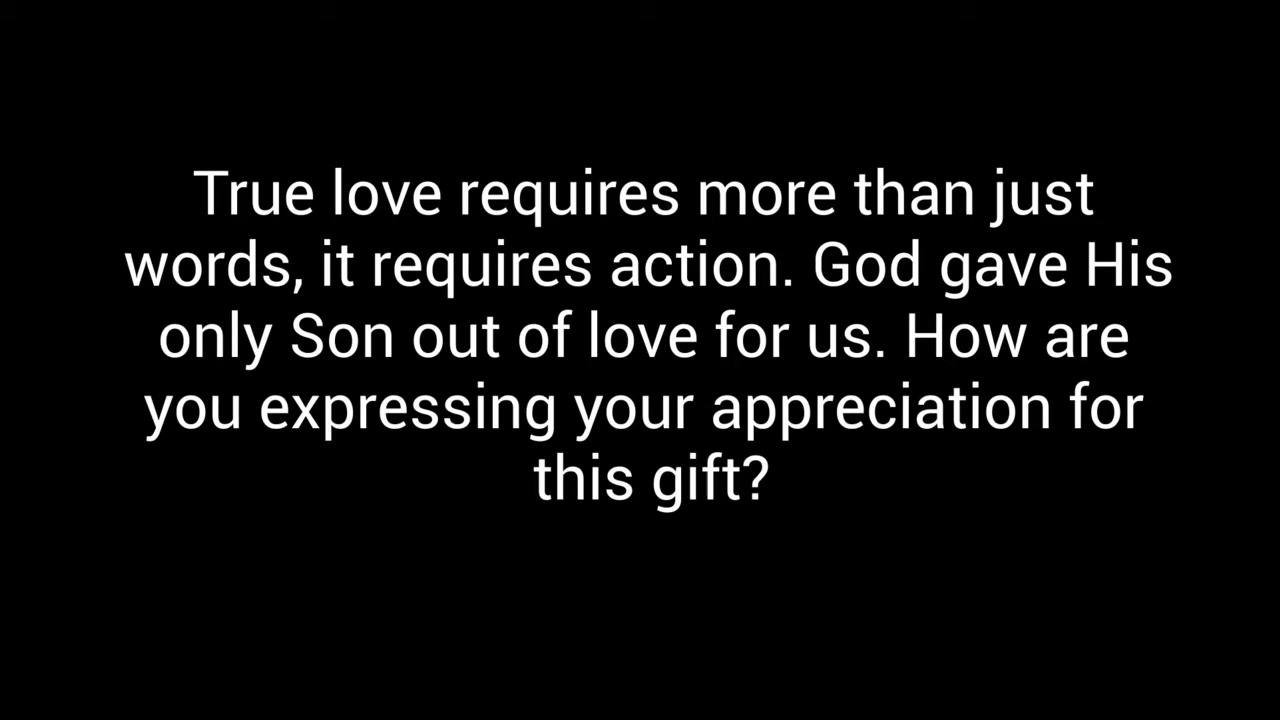 True love requires more than just
words, it requires action. God gave His
only Son out of love for us. How are
you expressing your appreciation for
this gift?